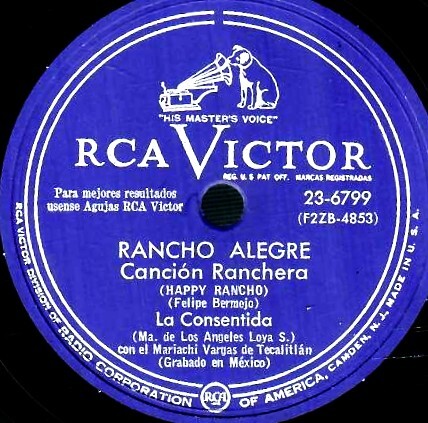 "HIS MASTER'S VOICE"
RCA VICTOR
REG. U. S. PAT. OFF. MARCAS REGISTRADAS
Para mejores resultados
usense Agujas RCA Victor
23-6799
(F2ZB-4853)
RANCHO ALEGRE
Canción Ranchera
(HAPPY RANCHO)
(Felipe Bermejo)
La Consentida
(Ma. de Los Angeles Loya S.)
con el Mariachi Vargas de Tecalitlán
(Grabado en México)
RCA VICTOR DIVISION OF RADIO CORPORATION OF AMERICA, CAMDEN, N. J., MADE IN U. S. A.
RCA